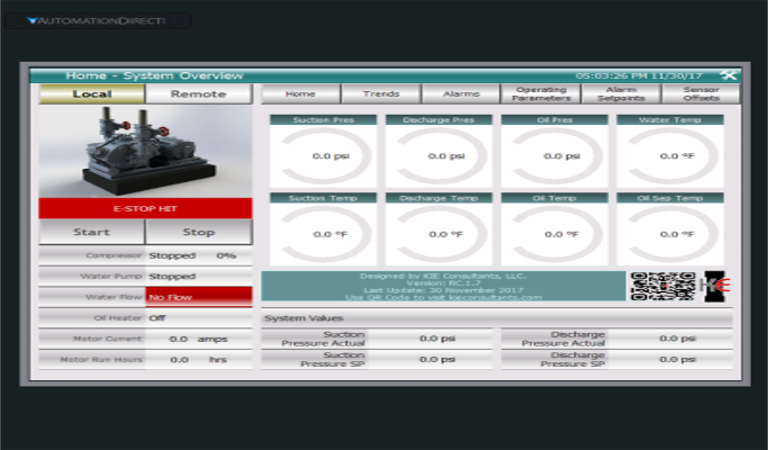 AUTOMATIONDIRECT
Home - System Overview
05:03:26 PM 11/30/17
Local
Remote
Home
Trends
Alarms
Operating
Parameters
Alarm
Setpoints
Sensor
Offsets
Suction Pres
Discharge Pres
Oil Pres
Water Temp
0.0 psi
0.0 psi
0.0 psi
0.0 °F
E-STOP HIT
Suction Temp
Discharge Temp
Oil Temp
Oil Sep Temp
0.0 °F
0.0 °F
0.0 °F
0.0 °F
Start
Stop
Compressor Stopped 0%
Water Pump Stopped
Water Flow No Flow
Oil Heater Off
Motor Current 0.0 amps
Motor Run Hours 0.0 hrs
Designed by KIE Consultants, LLC.
Version: RC.1.7
Last Update: 30 November 2017
Use QR Code to visit kieconsultants.com
KIE
System Values
Suction
Pressure Actual
0.0 psi
Discharge
Pressure Actual
0.0 psi
Suction
Pressure SP
0.0 psi
Discharge
Pressure SP
0.0 psi